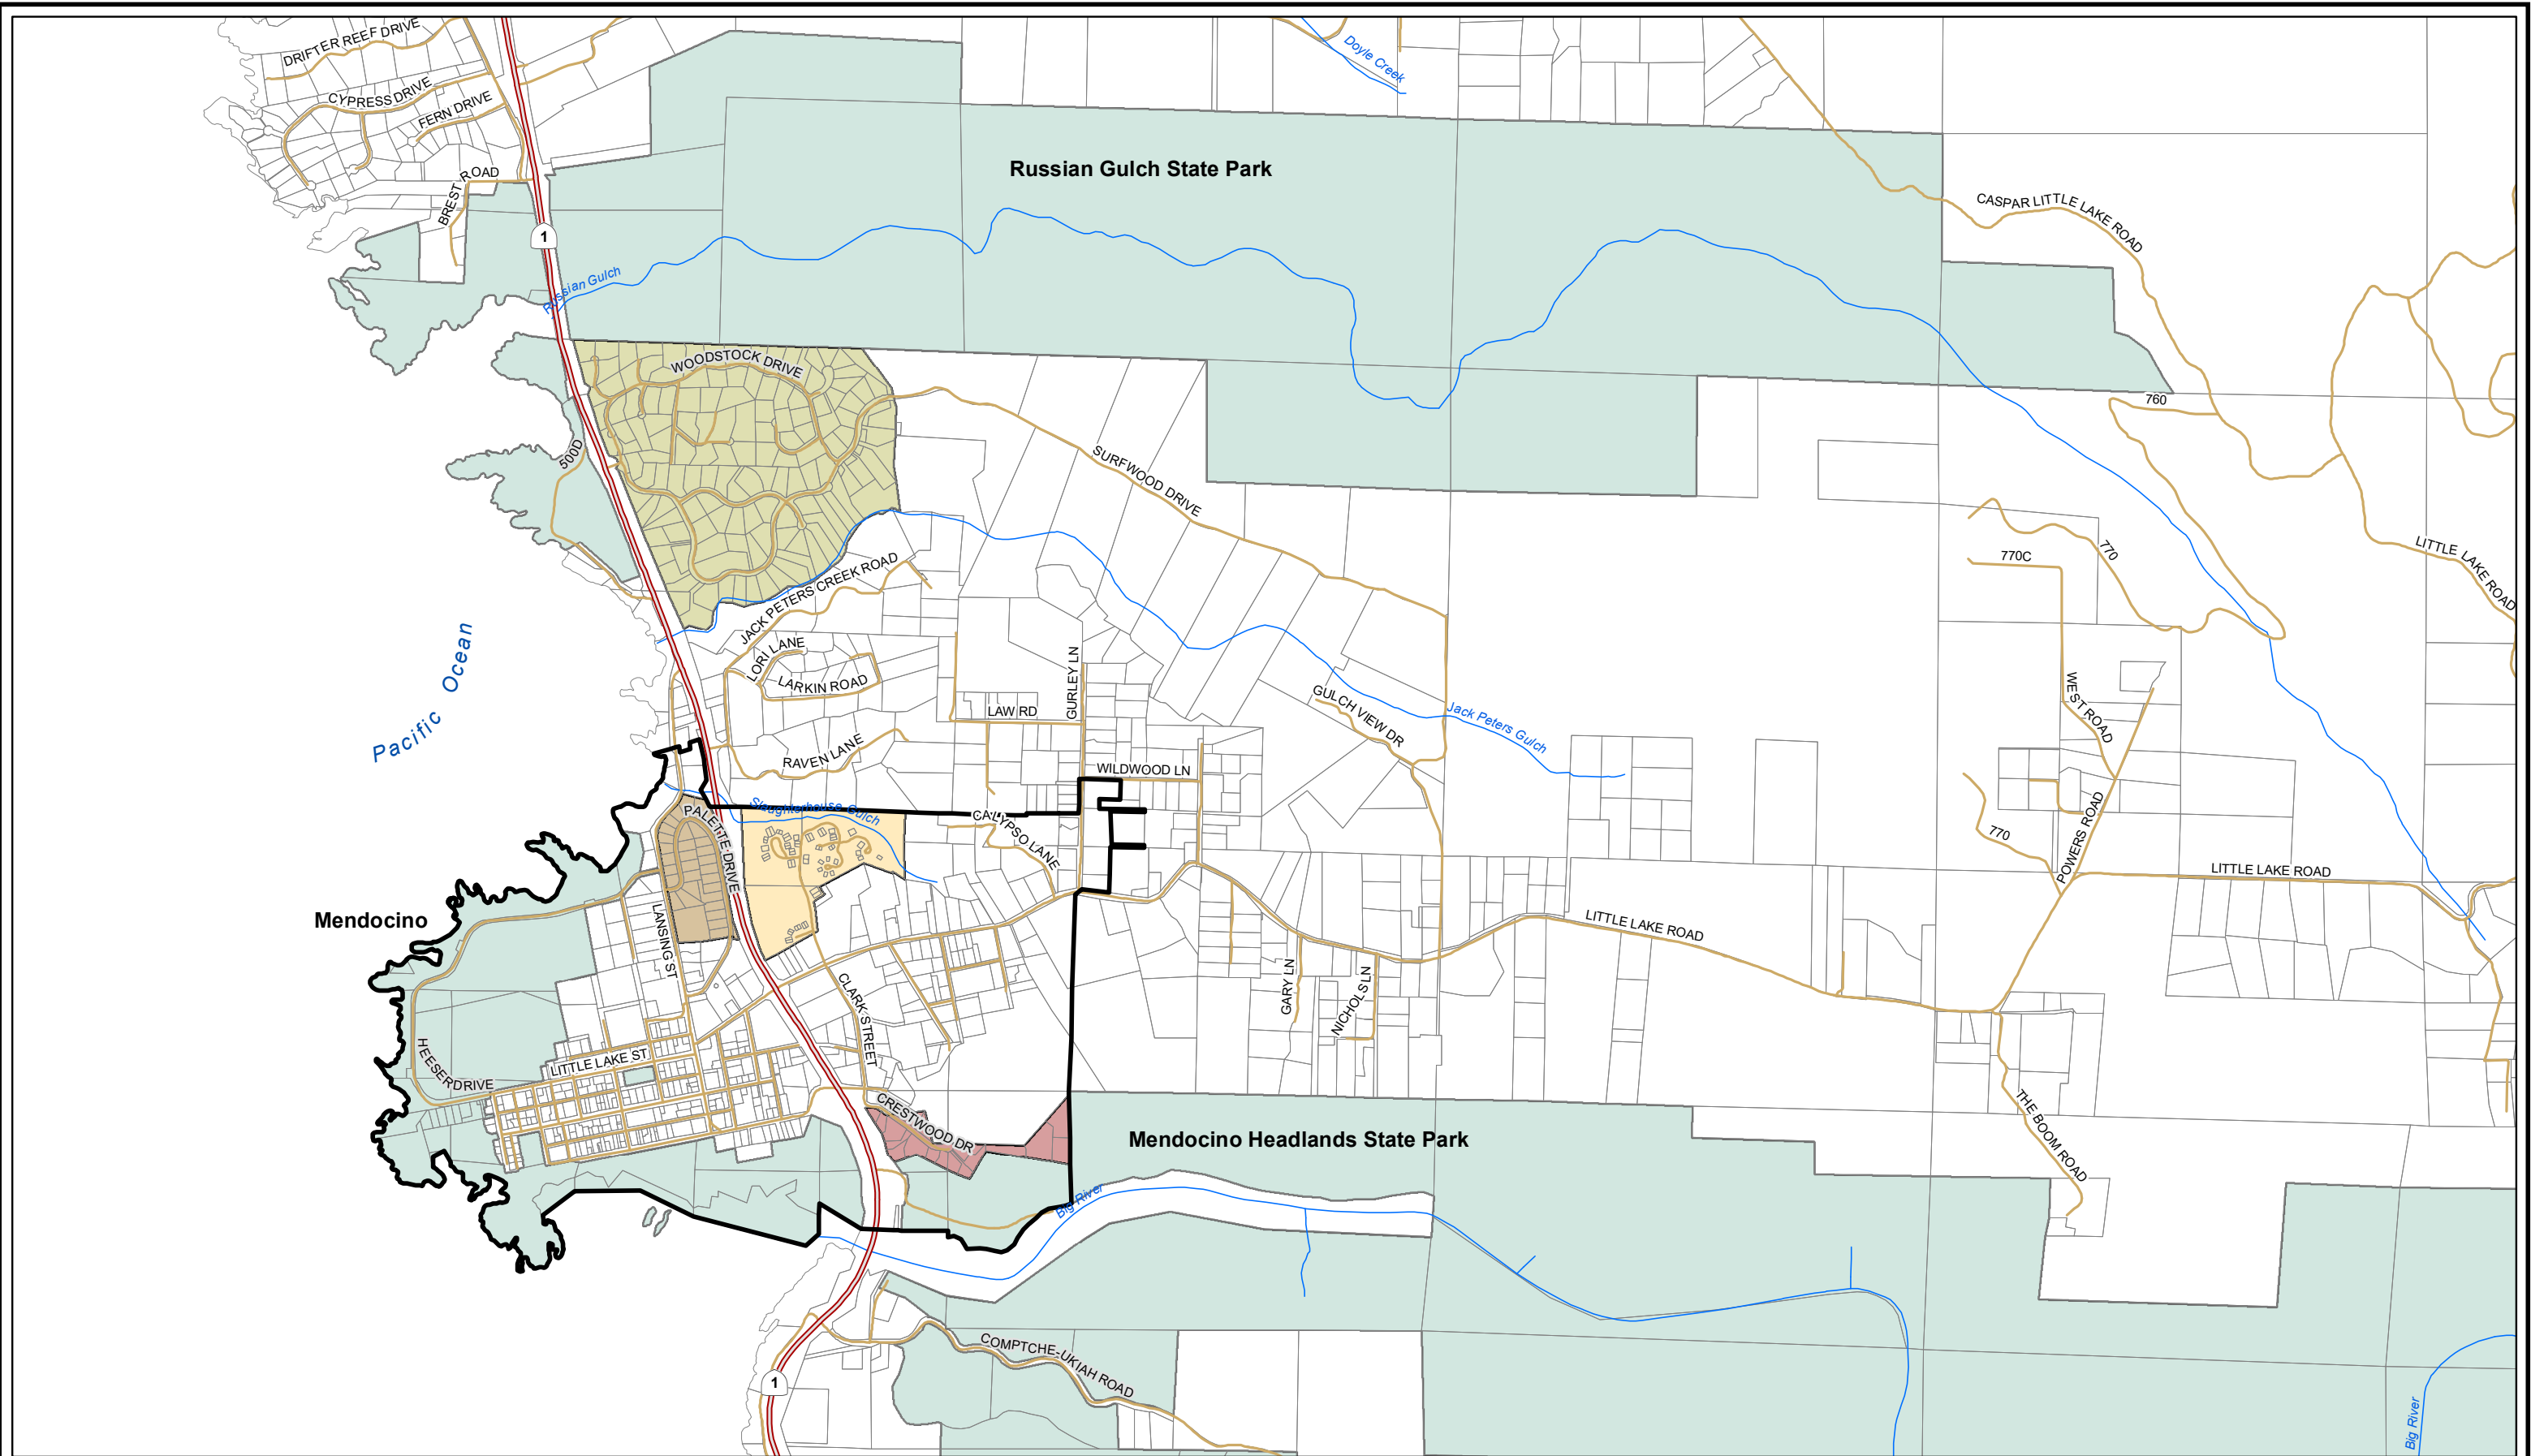 DRIFTER REEF DRIVE
CYPRESS DRIVE
FERN DRIVE
BREST ROAD
1
Doyle Creek
Russian Gulch State Park
CASPAR LITTLE LAKE ROAD
Russian Gulch
WOODSTOCK DRIVE
500D
SURFWOOD DRIVE
760
770C
770
LITTLE LAKE ROAD
JACK PETERS CREEK ROAD
LORI LANE
LARKIN ROAD
Pacific Ocean
GURLEY LN
LAW RD
GULCH VIEW DR
Jack Peters Gulch
WEST ROAD
RAVEN LANE
WILDWOOD LN
Slaughterhouse Gulch
PALETTE DRIVE
CALYPSO LANE
770
POWERS ROAD
LITTLE LAKE ROAD
Mendocino
LANSING ST
LITTLE LAKE ROAD
CLARK STREET
GARY LN
NICHOLS LN
HEESER DRIVE
LITTLE LAKE ST
CRESTWOOD DR
THE BOOM ROAD
Mendocino Headlands State Park
Big River
COMPTCHE-UKIAH ROAD
1
Big River